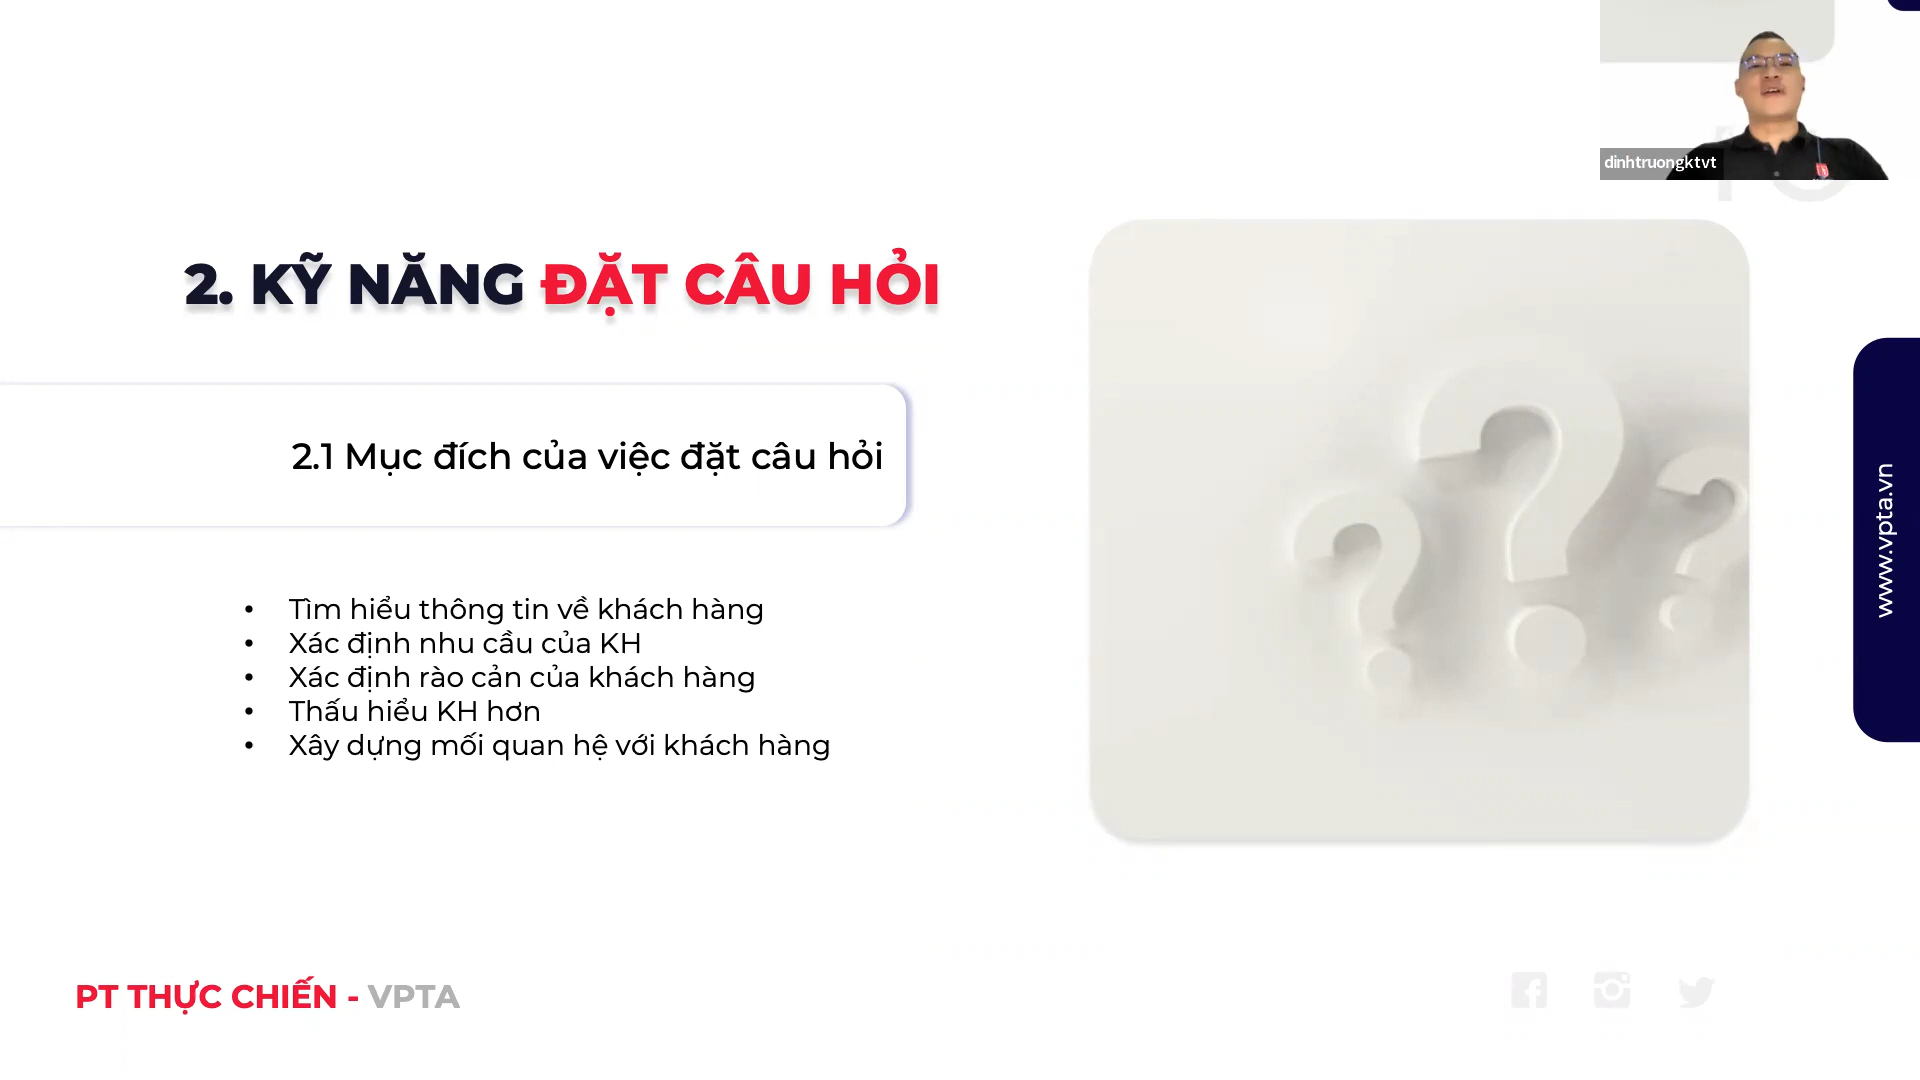 dinhtruongktvt
2. KỸ NĂNG ĐẶT CÂU HỎI
2.1 Mục đích của việc đặt câu hỏi
• Tìm hiểu thông tin về khách hàng
• Xác định nhu cầu của KH
• Xác định rào cản của khách hàng
• Thấu hiểu KH hơn
• Xây dựng mối quan hệ với khách hàng
www.vpta.vn
PT THỰC CHIẾN - VPTA